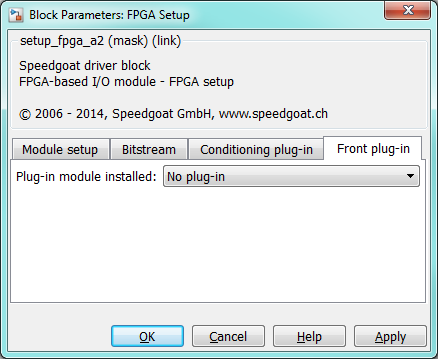 Block Parameters: FPGA Setup
setup_fpga_a2 (mask) (link)
Speedgoat driver block
FPGA-based I/O module - FPGA setup
© 2006 - 2014, Speedgoat GmbH, www.speedgoat.ch
Module setup Bitstream Conditioning plug-in Front plug-in
Plug-in module installed: No plug-in
OK Cancel Help Apply